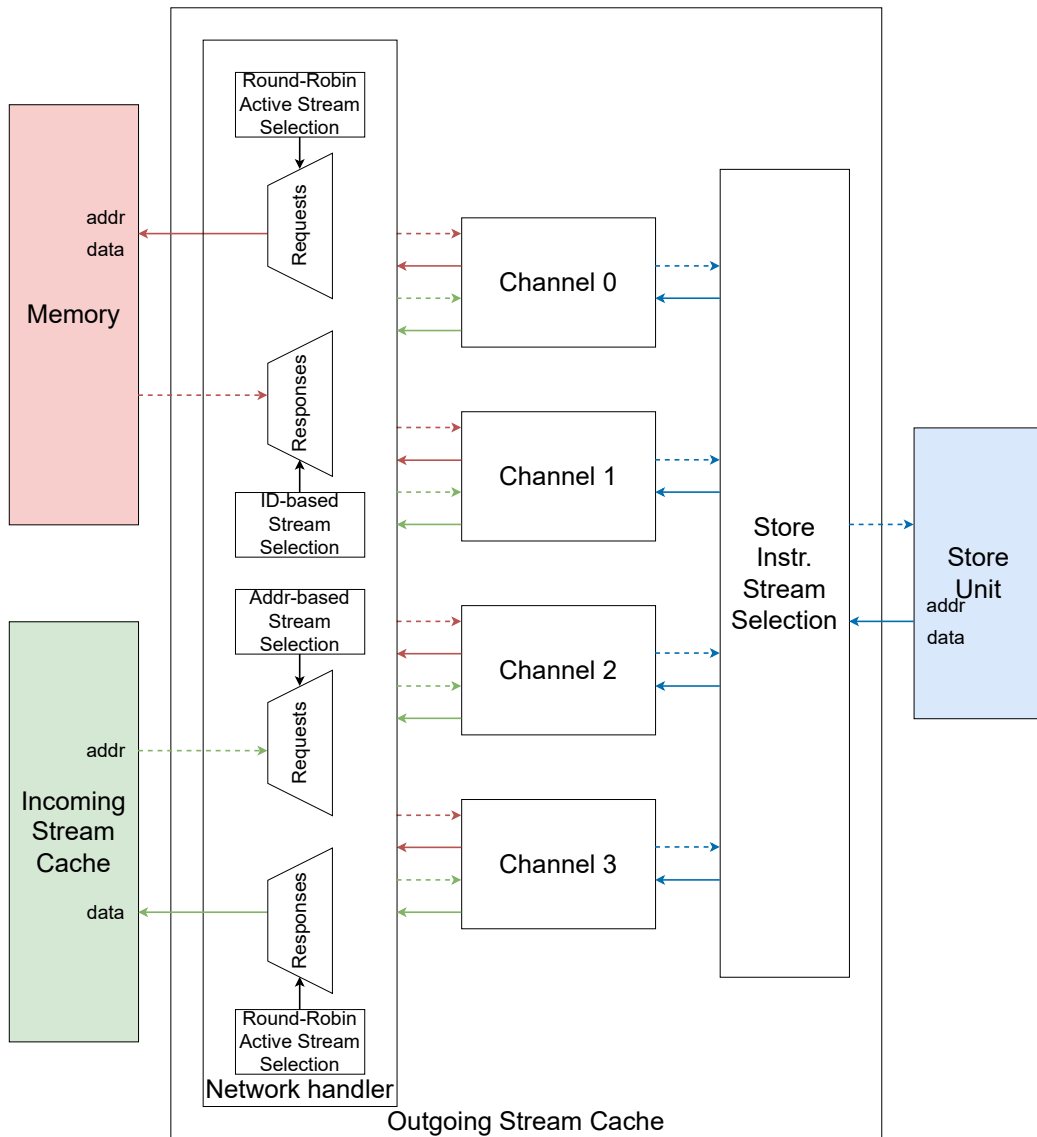 Round-Robin
Active Stream
Selection
Requests
addr
data
Memory
Responses
ID-based
Stream
Selection
Addr-based
Stream
Selection
Requests
addr
Incoming
Stream
Cache
data
Responses
Round-Robin
Active Stream
Selection
Network handler
Outgoing Stream Cache
Channel 0
Channel 1
Channel 2
Channel 3
Store
Instr.
Stream
Selection
Store
Unit
addr
data